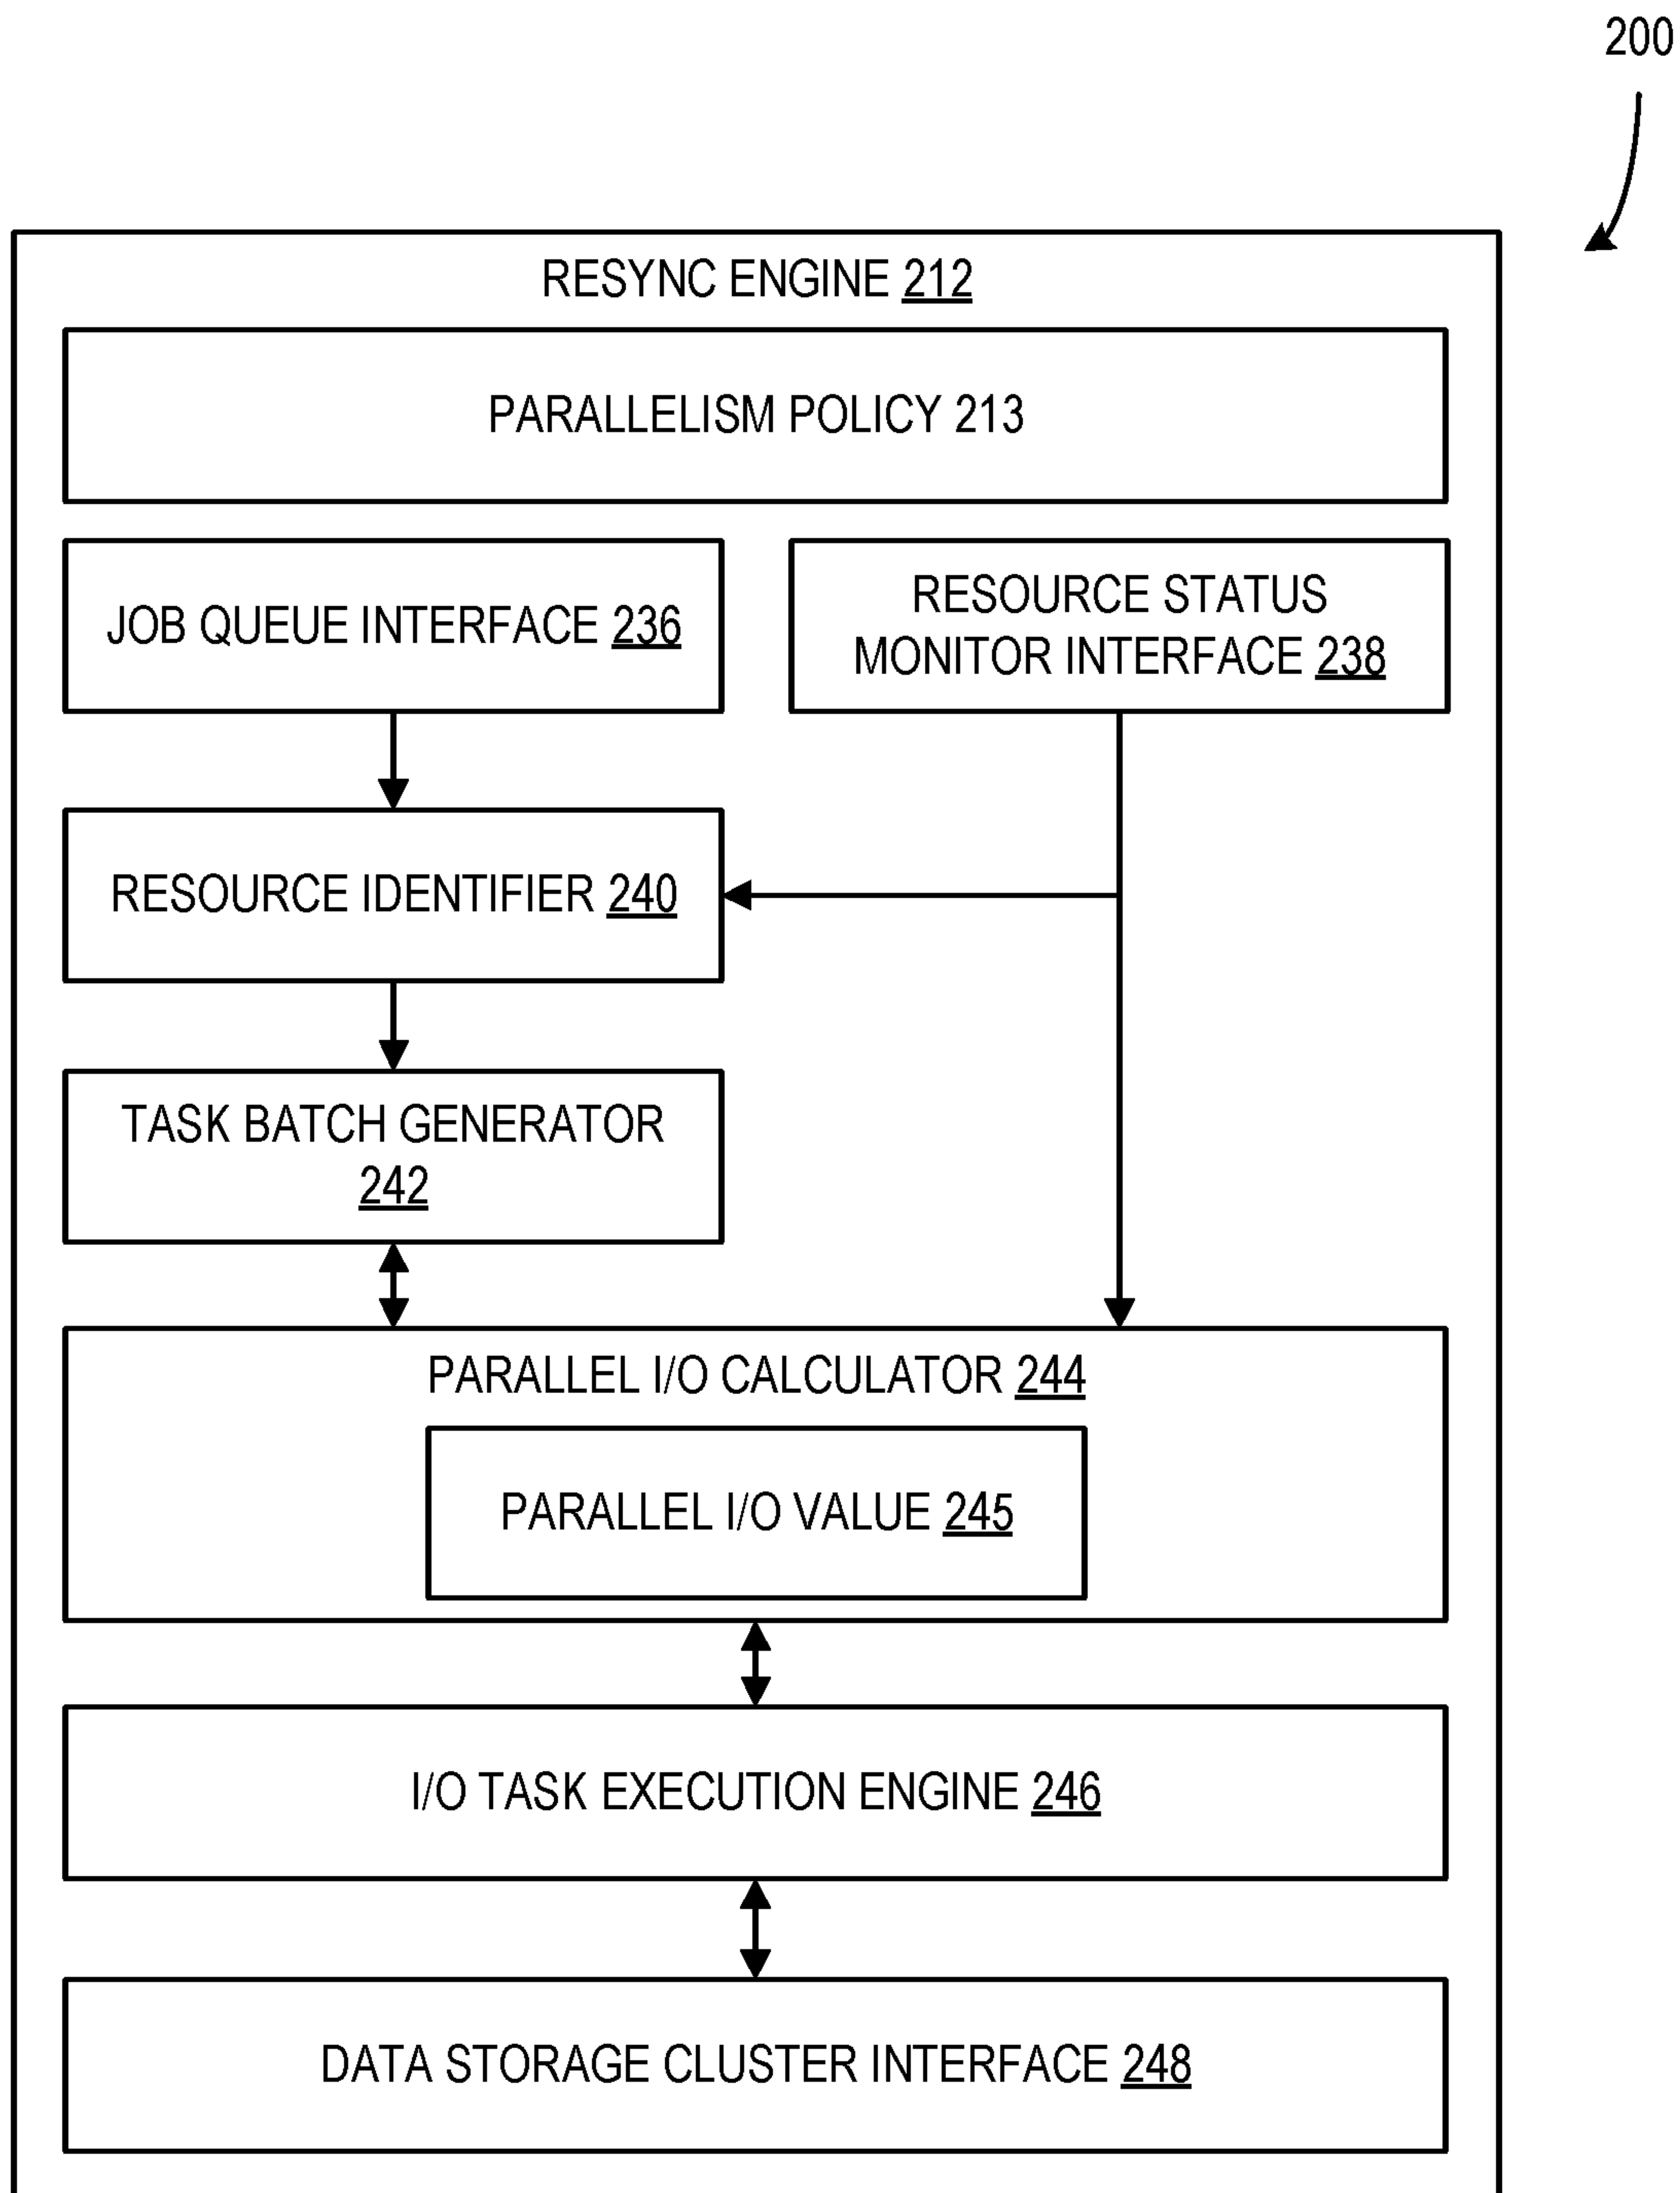 200
RESYNC ENGINE 212
PARALLELISM POLICY 213
JOB QUEUE INTERFACE 236
RESOURCE STATUS
MONITOR INTERFACE 238
RESOURCE IDENTIFIER 240
TASK BATCH GENERATOR
242
PARALLEL I/O CALCULATOR 244
PARALLEL I/O VALUE 245
I/O TASK EXECUTION ENGINE 246
DATA STORAGE CLUSTER INTERFACE 248